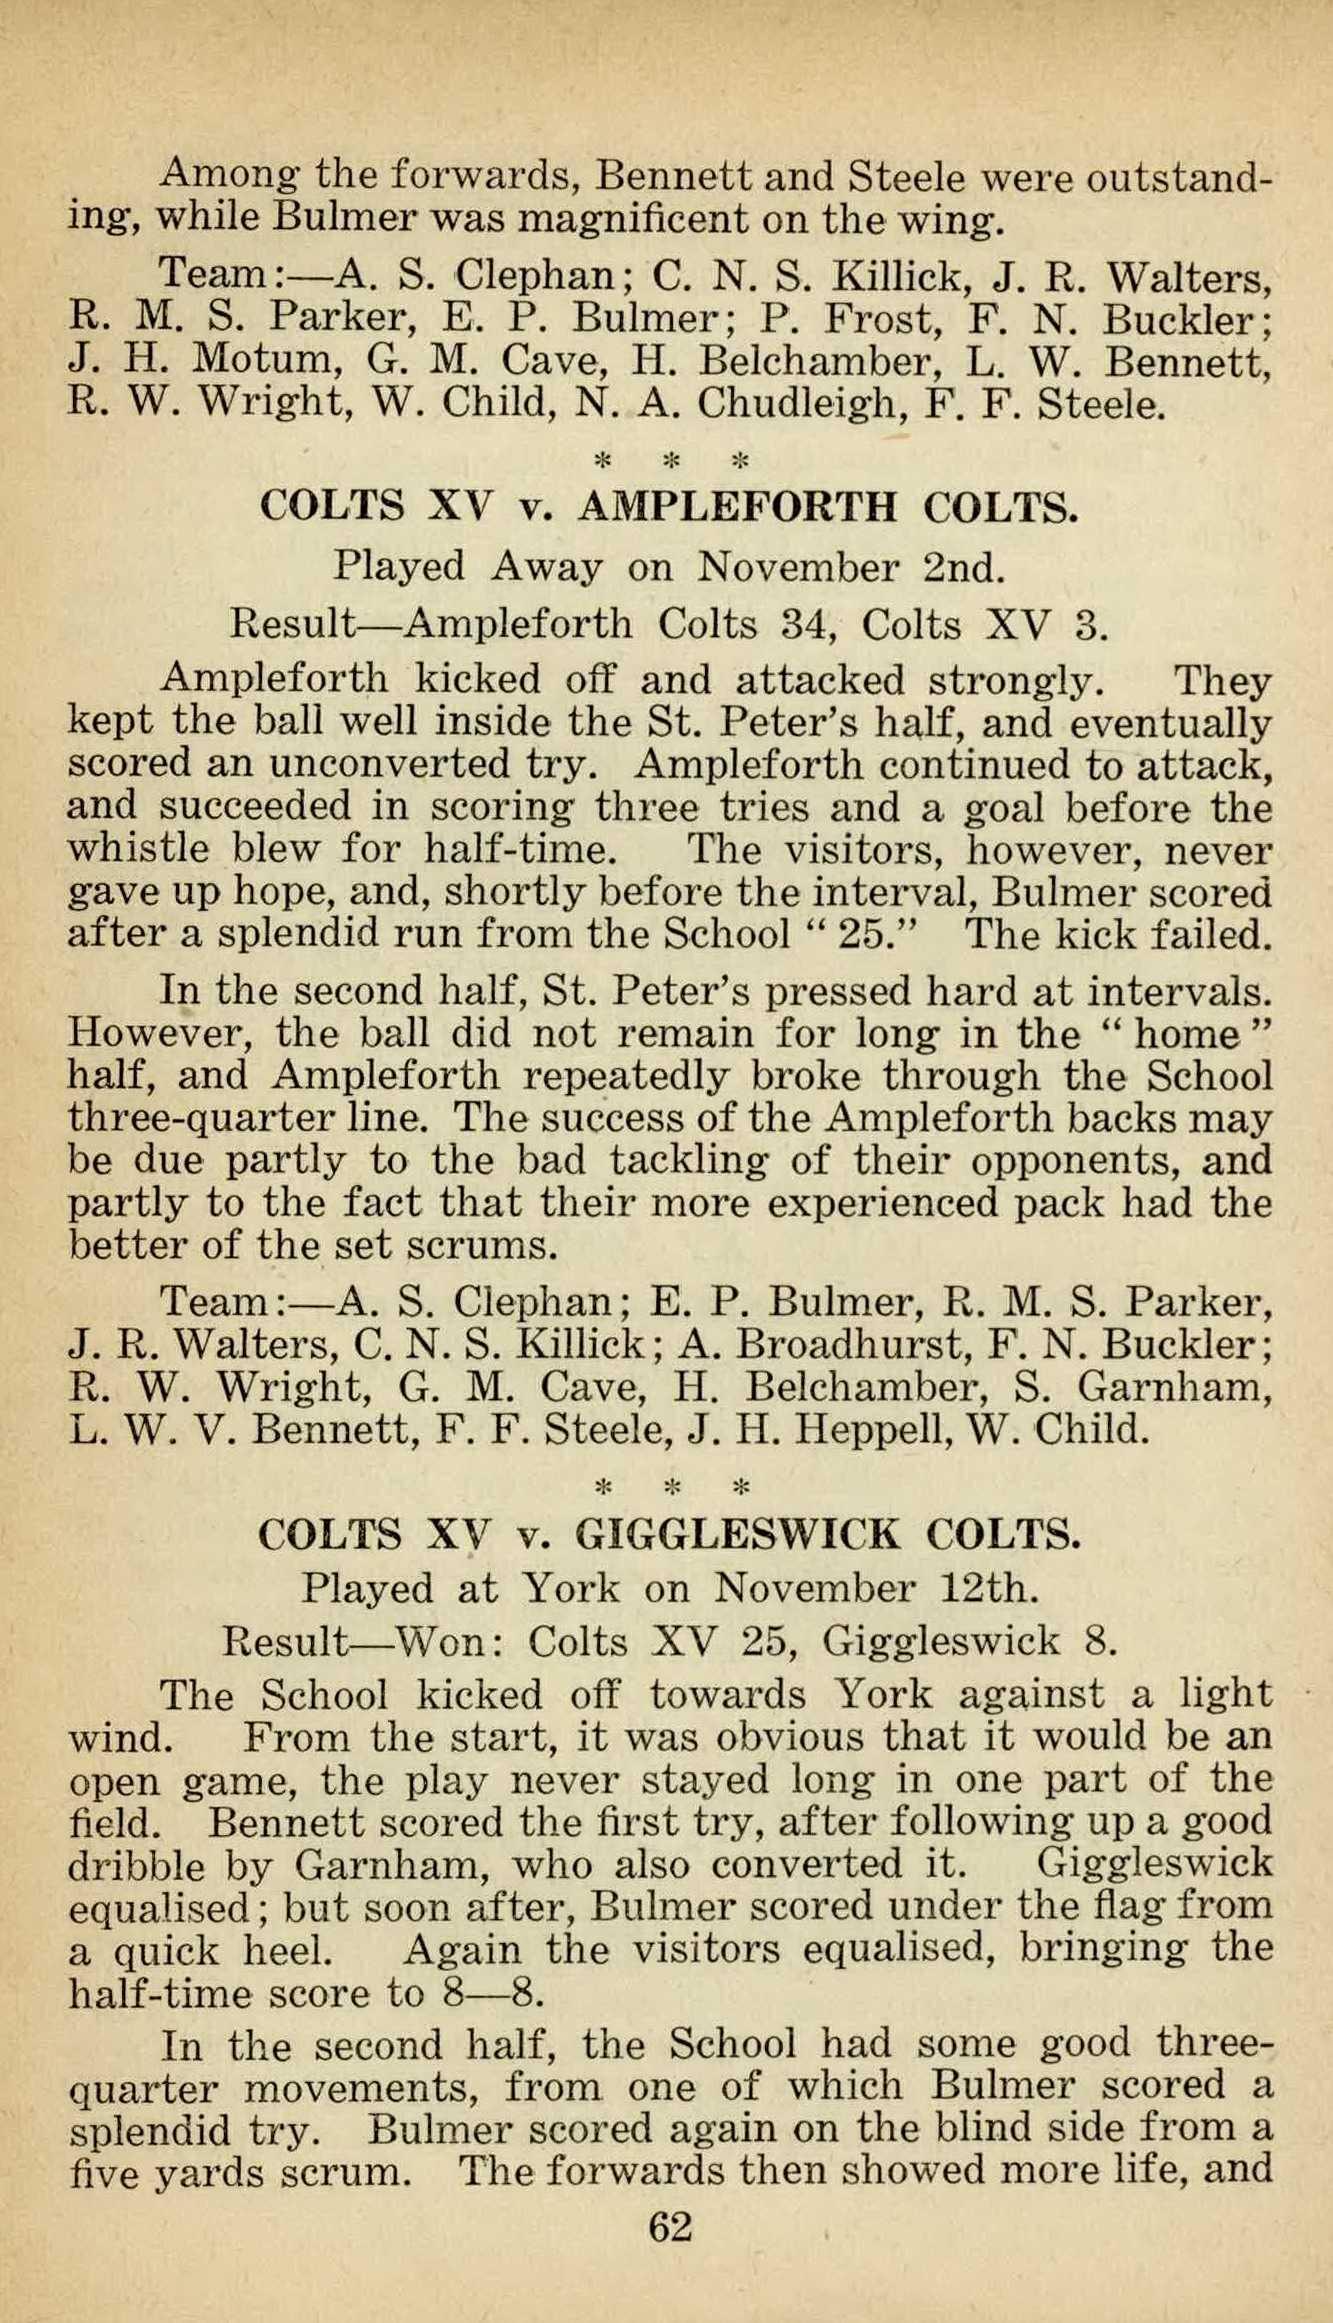 Among the forwards, Bennett and Steele were outstand-
ing, while Bulmer was magnificent on the wing.
Team:—A. S. Clephan; C. N. S. Killick, J. R. Walters,
R. M. S. Parker, E. P. Bulmer; P. Frost, F. N. Buckler;
J. H. Motum, G. M. Cave, H. Belchamber, L. W. Bennett,
R. W. Wright, W. Child, N. A. Chudleigh, F. F. Steele.
* * *
COLTS XV v. AMPLEFORTH COLTS.
Played Away on November 2nd.
Result—Ampleforth Colts 34, Colts XV 3.
Ampleforth kicked off and attacked strongly. They
kept the ball well inside the St. Peter's half, and eventually
scored an unconverted try. Ampleforth continued to attack,
and succeeded in scoring three tries and a goal before the
whistle blew for half-time. The visitors, however, never
gave up hope, and, shortly before the interval, Bulmer scored
after a splendid run from the School " 25." The kick failed.
In the second half, St. Peter's pressed hard at intervals.
However, the ball did not remain for long in the " home "
half, and Ampleforth repeatedly broke through the School
three-quarter line. The success of the Ampleforth backs may
be due partly to the bad tackling of their opponents, and
partly to the fact that their more experienced pack had the
better of the set scrums.
Team:—A. S. Clephan; E. P. Bulmer, R. M. S. Parker,
J. R. Walters, C. N. S. Killick; A. Broadhurst, F. N. Buckler;
R. W. Wright, G. M. Cave, H. Belchamber, S. Garnham,
L. W. V. Bennett, F. F. Steele, J. H. Heppell, W. Child.
* * *
COLTS XV v. GIGGLESWICK COLTS.
Played at York on November 12th.
Result—Won: Colts XV 25, Giggleswick 8.
The School kicked off towards York against a light
wind. From the start, it was obvious that it would be an
open game, the play never stayed long in one part of the
field. Bennett scored the first try, after following up a good
dribble by Garnham, who also converted it. Giggleswick
equalised; but soon after, Bulmer scored under the flag from
a quick heel. Again the visitors equalised, bringing the
half-time score to 8—8.
In the second half, the School had some good three-
quarter movements, from one of which Bulmer scored a
splendid try. Bulmer scored again on the blind side from a
five yards scrum. The forwards then showed more life, and
62